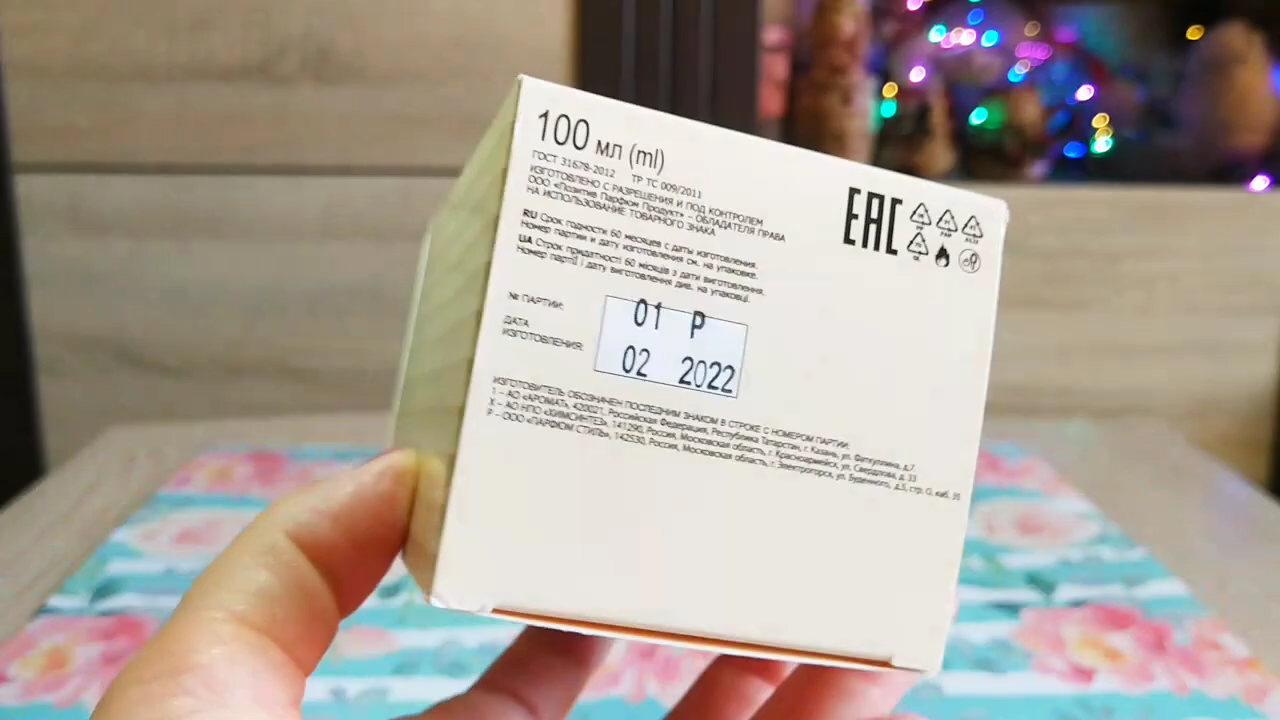 100 мл (ml)
ГОСТ 31678-2012 ТР ТС 009/2011
ИЗГОТОВЛЕНО С РАЗРЕШЕНИЯ И ПОД КОНТРОЛЕМ
ООО «Позитив Парфюм Продукт» – ОБЛАДАТЕЛЯ ПРАВА
НА ИСПОЛЬЗОВАНИЕ ТОВАРНОГО ЗНАКА
EAC
RU Срок годности 60 месяцев с даты изготовления.
Номер партии и дату изготовления см. на упаковке.
UA Строк придатності 60 місяців з дати виготовлення.
Номер партії і дату виготовлення див. на упаковці.
№ ПАРТИИ: 01 P
ДАТА
ИЗГОТОВЛЕНИЯ: 02 2022
ИЗГОТОВИТЕЛЬ ОБОЗНАЧЕН ПОСЛЕДНИМ ЗНАКОМ В СТРОКЕ С НОМЕРОМ ПАРТИИ:
1 – АО «АРОМАТ», 420021, Российская Федерация, Республика Татарстан, г. Казань, ул. Фаткуллина, д.7
X – АО НПО «ХИМСИНТЕЗ», 141290, Россия, Московская область, г. Красноармейск, ул. Свердлова, д. 33
P – ООО «ПАРФЮМ СТИЛЬ», 142530, Россия, Московская область, г. Электрогорск, ул. Буденного, д.5, стр. О, каб. 35